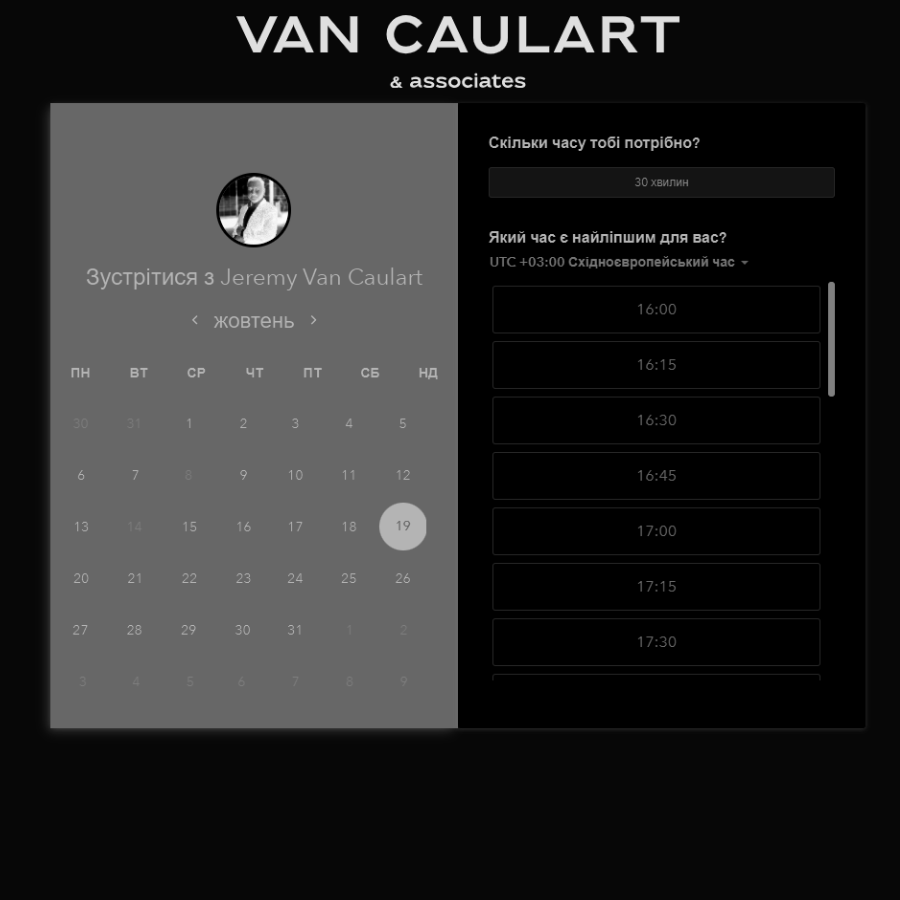 VAN CAULART
& associates
Зустрітися з Jeremy Van Caulart
жовтень
ПН ВТ СР ЧТ ПТ СБ НД
30 31 1 2 3 4 5
6 7 8 9 10 11 12
13 14 15 16 17 18 19
20 21 22 23 24 25 26
27 28 29 30 31 1 2
3 4 5 6 7 8 9
Скільки часу тобі потрібно?
30 хвилин
Який час є найліпшим для вас?
UTC +03:00 Східноєвропейський час
16:00
16:15
16:30
16:45
17:00
17:15
17:30